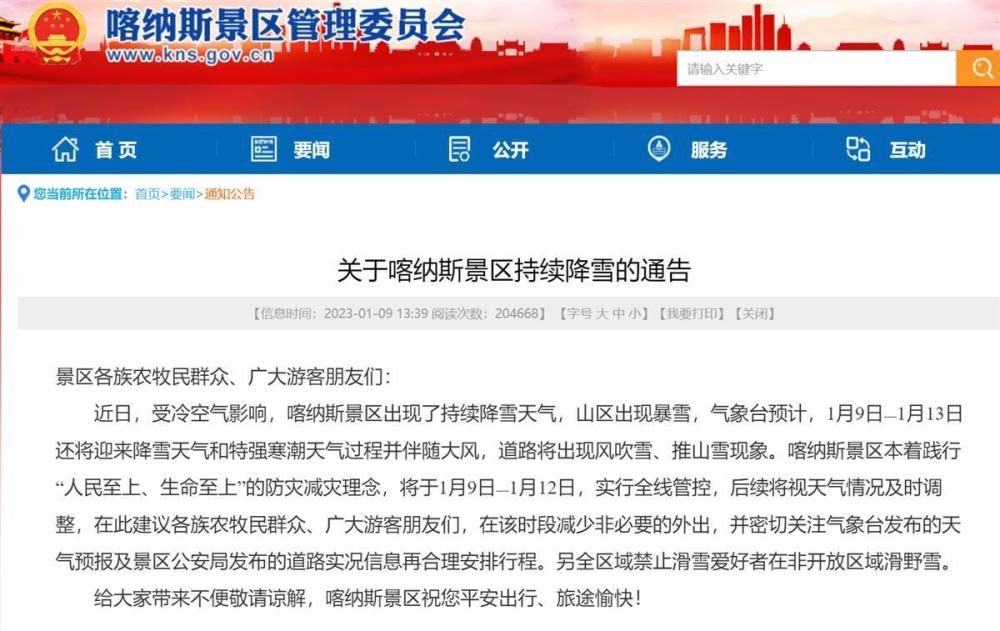 喀纳斯景区管理委员会
www.kns.gov.cn
请输入关键字
首页 要闻 公开 服务 互动
您当前所在位置：首页>要闻>通知公告
关于喀纳斯景区持续降雪的通告
【信息时间：2023-01-09 13:39 阅读次数：204668】【字号 大 中 小】【我要打印】【关闭】
景区各族农牧民群众、广大游客朋友们：
近日，受冷空气影响，喀纳斯景区出现了持续降雪天气，山区出现暴雪，气象台预计，1月9日—1月13日
还将迎来降雪天气和特强寒潮天气过程并伴随大风，道路将出现风吹雪、推山雪现象。喀纳斯景区本着践行
“人民至上、生命至上”的防灾减灾理念，将于1月9日—1月12日，实行全线管控，后续将视天气情况及时调
整，在此建议各族农牧民群众、广大游客朋友们，在该时段减少非必要的外出，并密切关注气象台发布的天
气预报及景区公安局发布的道路实况信息再合理安排行程。另全区域禁止滑雪爱好者在非开放区域滑野雪。
给大家带来不便敬请谅解，喀纳斯景区祝您平安出行、旅途愉快！